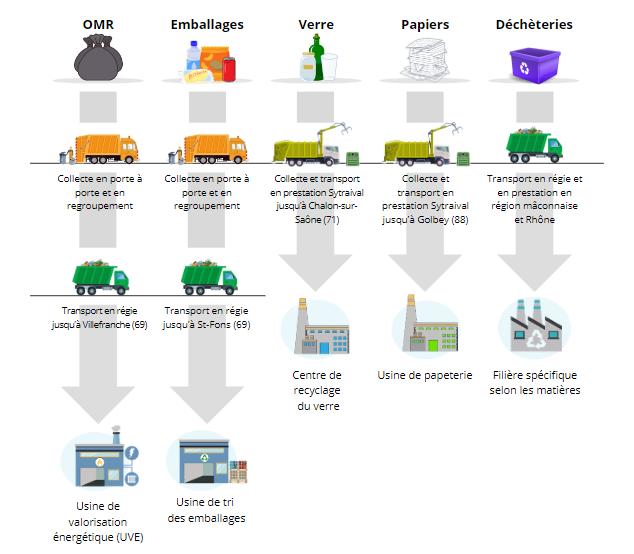 OMR
Emballages
Verre
Papiers
Déchèteries
Collecte en porte à
porte et en
regroupement
Collecte en porte à
porte et en
regroupement
Collecte et transport
en prestation Sytraival
jusqu'à Chalon-sur-
Saône (71)
Collecte et
transport en
prestation Sytraival
jusqu'à Golbey (88)
Transport en régie et
en prestation en
région mâconnaise
et Rhône
Transport en régie
jusqu'à Villefranche (69)
Transport en régie
jusqu'à St-Fons (69)
Centre de
recyclage
du verre
Usine de papeterie
Filière spécifique
selon les matières
Usine de
valorisation
énergétique (UVE)
Usine de tri
des emballages